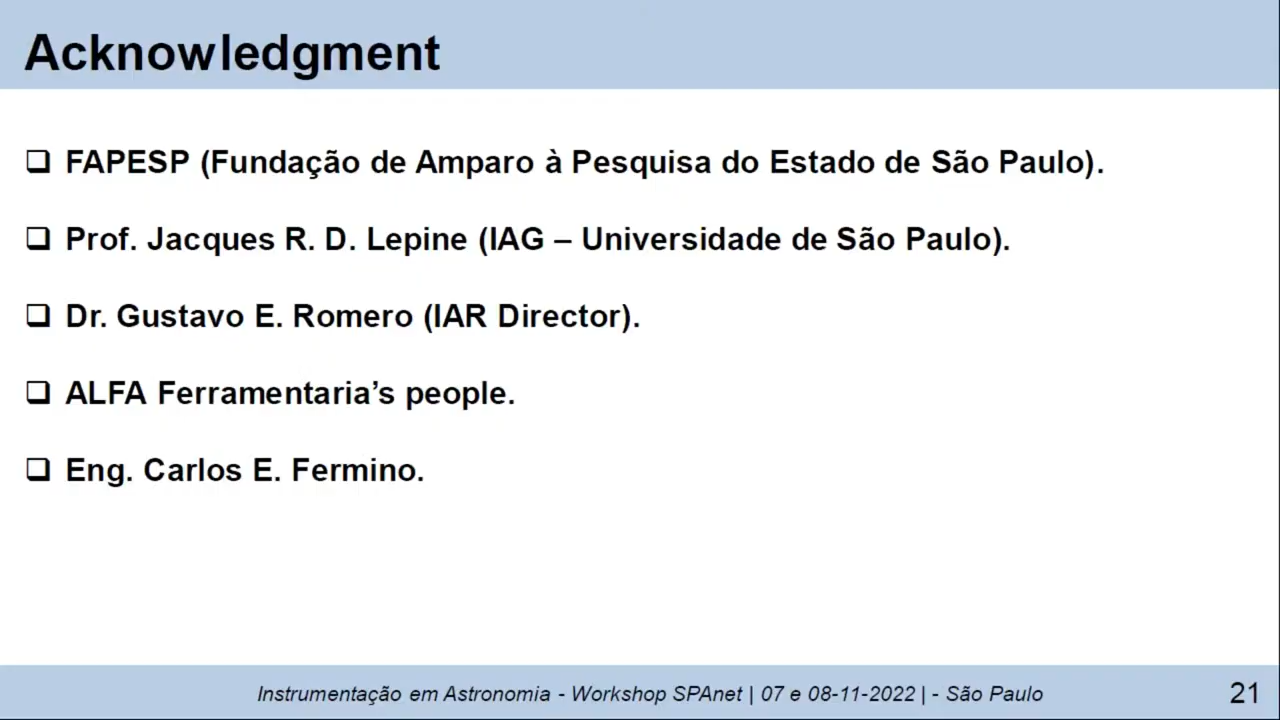 Acknowledgment
❑ FAPESP (Fundação de Amparo à Pesquisa do Estado de São Paulo).
❑ Prof. Jacques R. D. Lepine (IAG – Universidade de São Paulo).
❑ Dr. Gustavo E. Romero (IAR Director).
❑ ALFA Ferramentaria’s people.
❑ Eng. Carlos E. Fermino.
Instrumentação em Astronomia - Workshop SPAnet | 07 e 08-11-2022 | - São Paulo
21